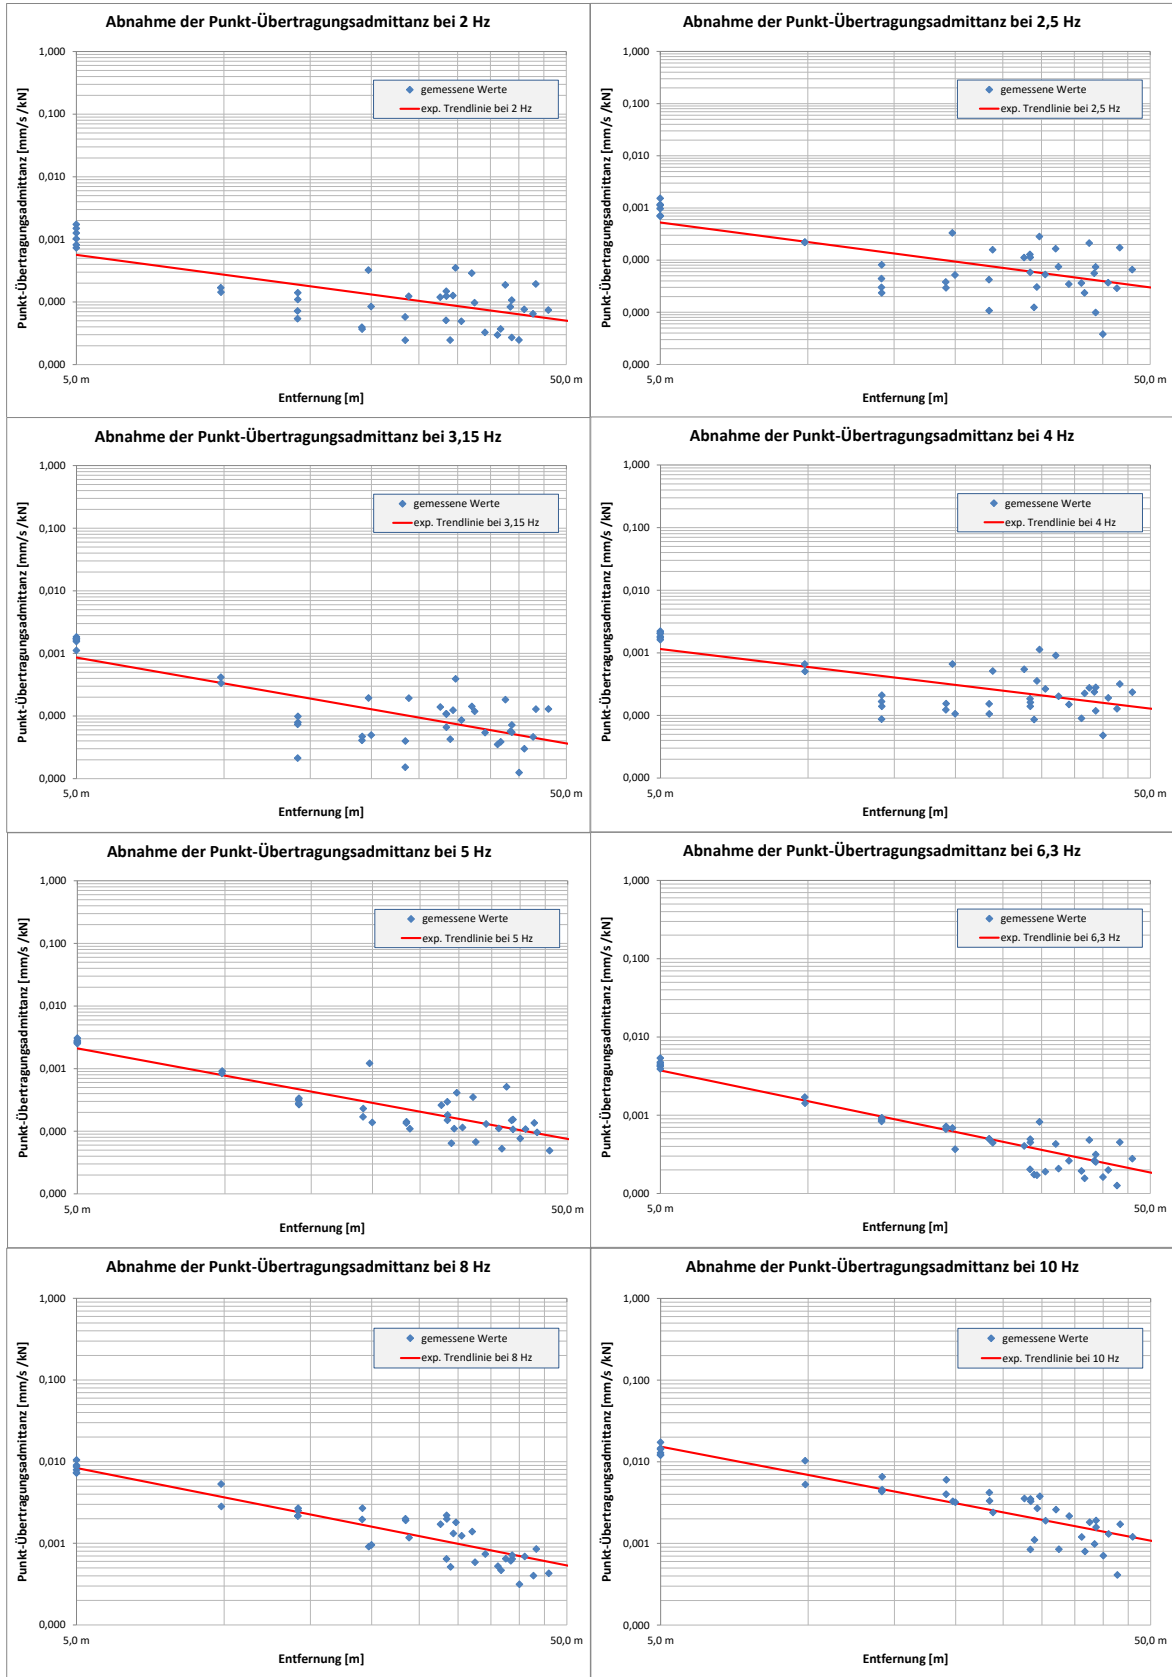 Abnahme der Punkt-Übertragungsadmittanz bei 2 Hz
Punkt-Übertragungsadmittanz [mm/s /kN]
1,000
0,100
0,010
0,001
0,000
0,000
gemessene Werte
exp. Trendlinie bei 2 Hz
5,0 m
50,0 m
Entfernung [m]
Abnahme der Punkt-Übertragungsadmittanz bei 2,5 Hz
Punkt-Übertragungsadmittanz [mm/s /kN]
1,000
0,100
0,010
0,001
0,000
0,000
gemessene Werte
exp. Trendlinie bei 2,5 Hz
5,0 m
50,0 m
Entfernung [m]
Abnahme der Punkt-Übertragungsadmittanz bei 3,15 Hz
Punkt-Übertragungsadmittanz [mm/s /kN]
1,000
0,100
0,010
0,001
0,000
0,000
gemessene Werte
exp. Trendlinie bei 3,15 Hz
5,0 m
50,0 m
Entfernung [m]
Abnahme der Punkt-Übertragungsadmittanz bei 4 Hz
Punkt-Übertragungsadmittanz [mm/s /kN]
1,000
0,100
0,010
0,001
0,000
0,000
gemessene Werte
exp. Trendlinie bei 4 Hz
5,0 m
50,0 m
Entfernung [m]
Abnahme der Punkt-Übertragungsadmittanz bei 5 Hz
Punkt-Übertragungsadmittanz [mm/s /kN]
1,000
0,100
0,010
0,001
0,000
0,000
gemessene Werte
exp. Trendlinie bei 5 Hz
5,0 m
50,0 m
Entfernung [m]
Abnahme der Punkt-Übertragungsadmittanz bei 6,3 Hz
Punkt-Übertragungsadmittanz [mm/s /kN]
1,000
0,100
0,010
0,001
0,000
gemessene Werte
exp. Trendlinie bei 6,3 Hz
5,0 m
50,0 m
Entfernung [m]
Abnahme der Punkt-Übertragungsadmittanz bei 8 Hz
Punkt-Übertragungsadmittanz [mm/s /kN]
1,000
0,100
0,010
0,001
0,000
gemessene Werte
exp. Trendlinie bei 8 Hz
5,0 m
50,0 m
Entfernung [m]
Abnahme der Punkt-Übertragungsadmittanz bei 10 Hz
Punkt-Übertragungsadmittanz [mm/s /kN]
1,000
0,100
0,010
0,001
0,000
gemessene Werte
exp. Trendlinie bei 10 Hz
5,0 m
50,0 m
Entfernung [m]